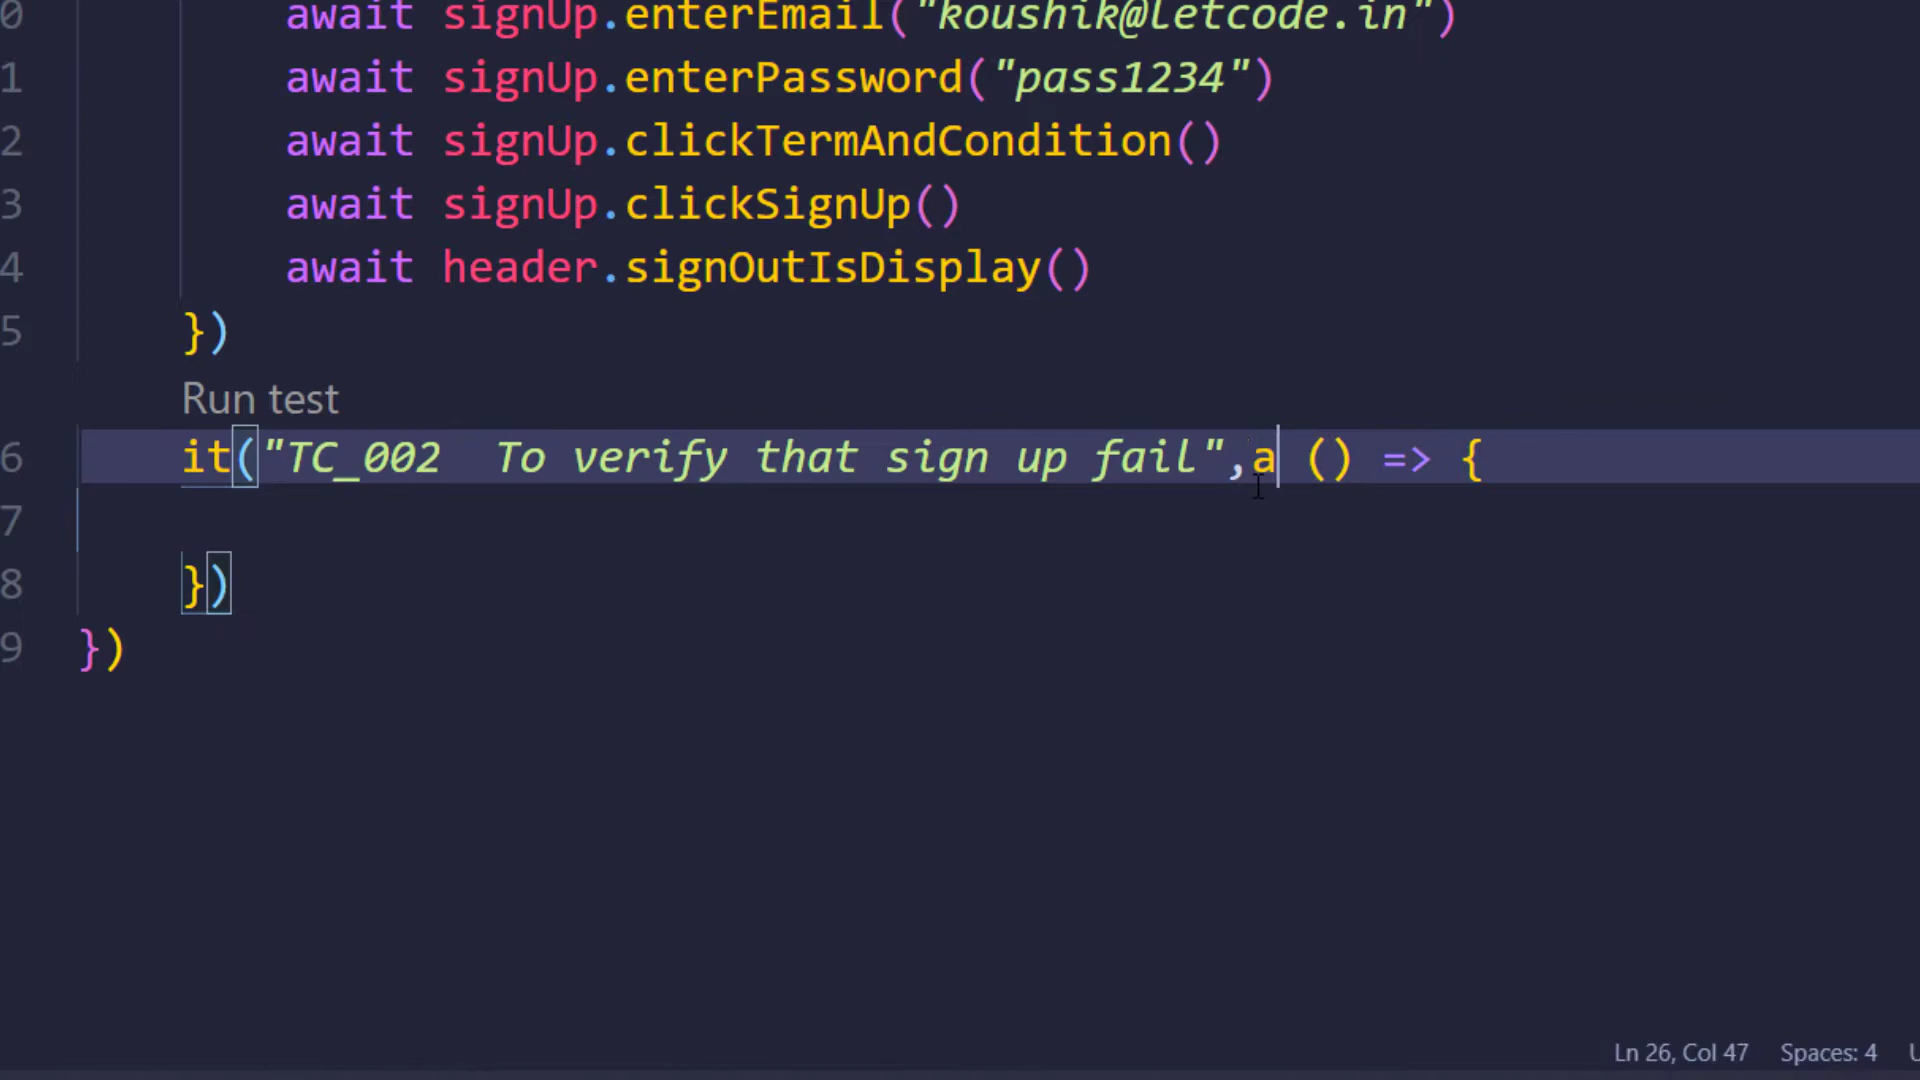 0 await signUp.enterEmail("koushik@letcode.in")
1 await signUp.enterPassword("pass1234")
2 await signUp.clickTermAndCondition()
3 await signUp.clickSignUp()
4 await header.signOutIsDisplay()
5 })
Run test
6 it("TC_002  To verify that sign up fail",a () => {
7
8 })
9 })
Ln 26, Col 47 Spaces: 4